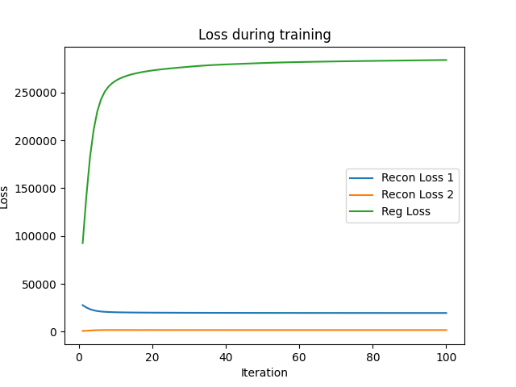 Loss during training
250000
200000
150000
100000
50000
0
Loss
Recon Loss 1
Recon Loss 2
Reg Loss
0 20 40 60 80 100
Iteration